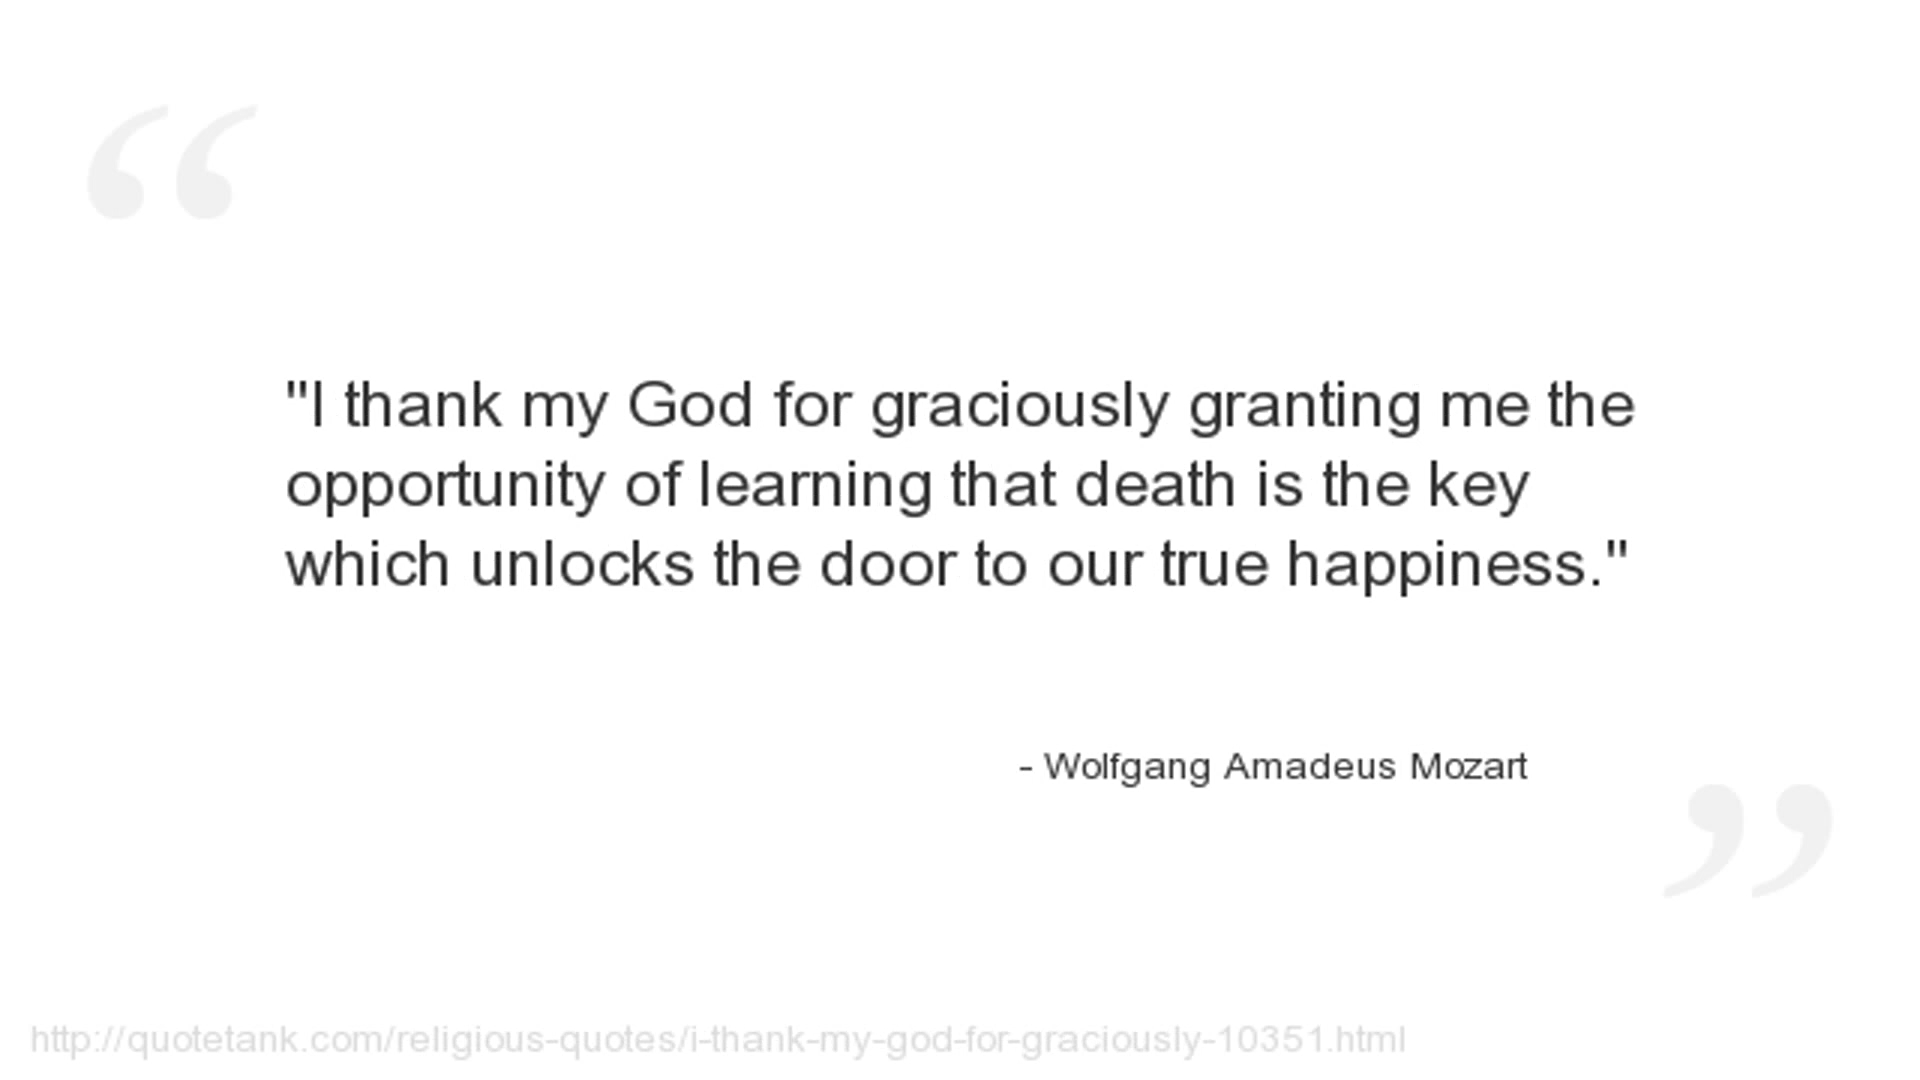 "I thank my God for graciously granting me the
opportunity of learning that death is the key
which unlocks the door to our true happiness."
- Wolfgang Amadeus Mozart
http://quotetank.com/religious-quotes/i-thank-my-god-for-graciously-10351.html